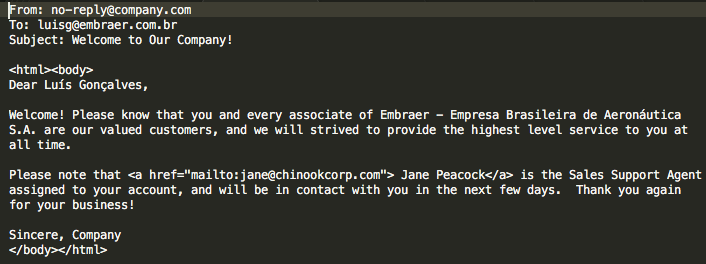 From: no-reply@company.com
To: luisg@embraer.com.br
Subject: Welcome to Our Company!
<html><body>
Dear Luís Gonçalves,
Welcome! Please know that you and every associate of Embraer - Empresa Brasileira de Aeronáutica
S.A. are our valued customers, and we will strived to provide the highest level service to you at
all time.
Please note that <a href="mailto:jane@chinookcorp.com"> Jane Peacock</a> is the Sales Support Agent
assigned to your account, and will be in contact with you in the next few days.  Thank you again
for your business!
Sincere, Company
</body></html>